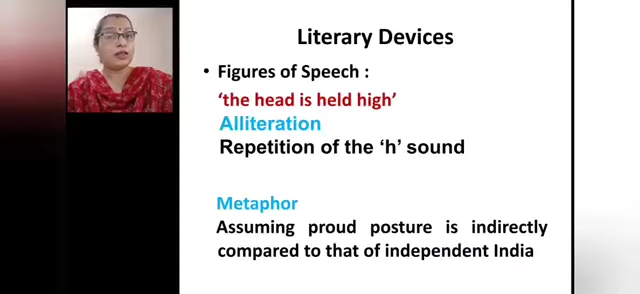 Literary Devices
• Figures of Speech :
‘the head is held high’
Alliteration
Repetition of the ‘h’ sound
Metaphor
Assuming proud posture is indirectly
compared to that of independent India